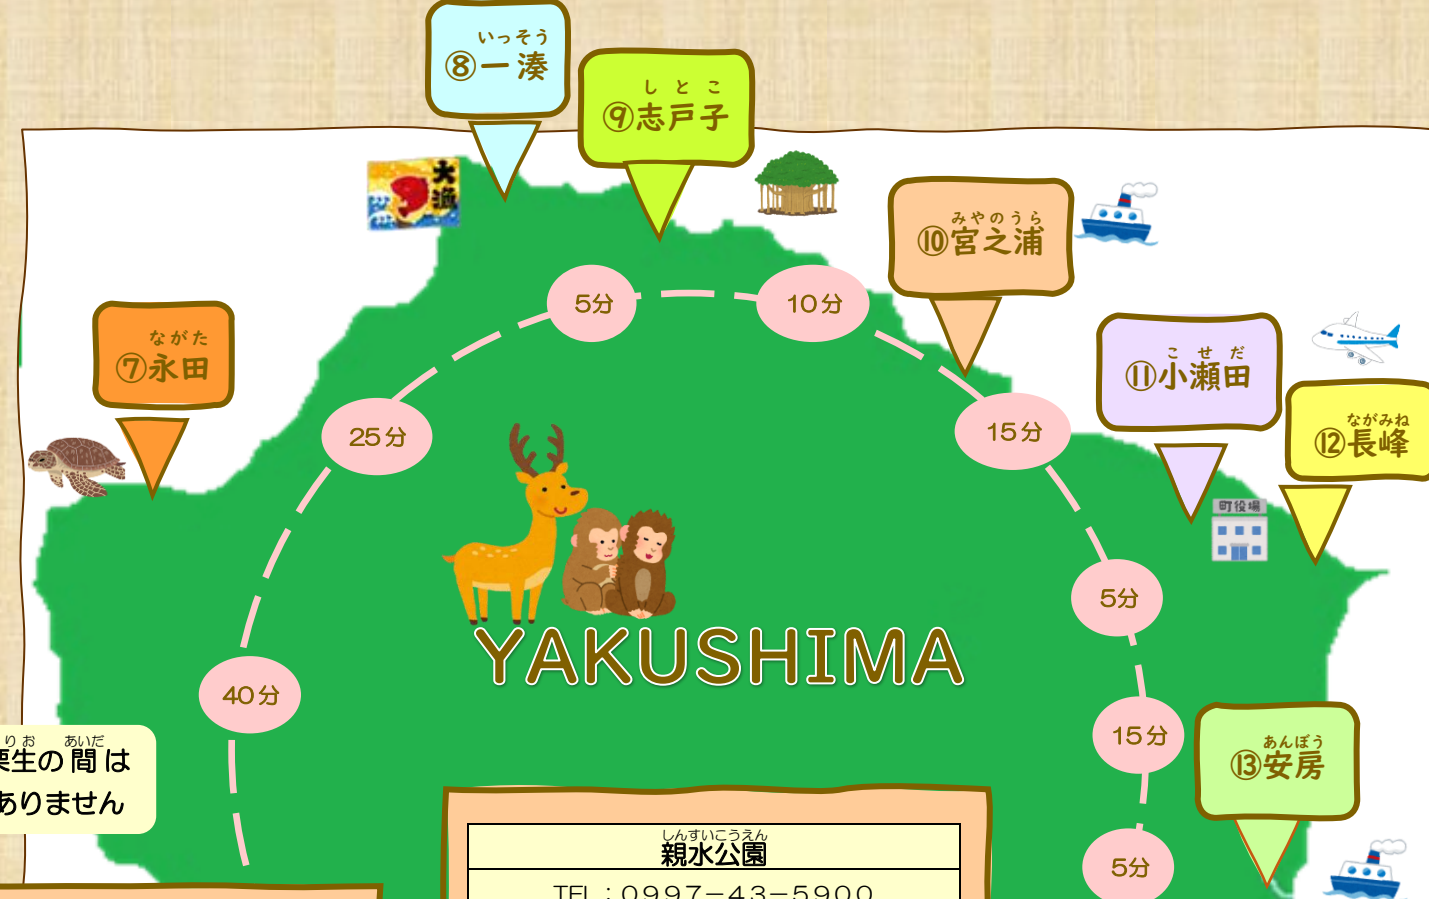 いっそう
⑧一湊
しとこ
⑨志戸子
大漁
みやのうら
⑩宮之浦
ながた
⑦永田
こせだ
⑪小瀬田
ながみね
⑫長峰
5分
10分
25分
15分
町役場
5分
YAKUSHIMA
40分
15分
あんぼう
⑬安房
りお あいだ
生の間は
ありません
5分
しんすいこうえん
親水公園
TEL：0997－43－5900